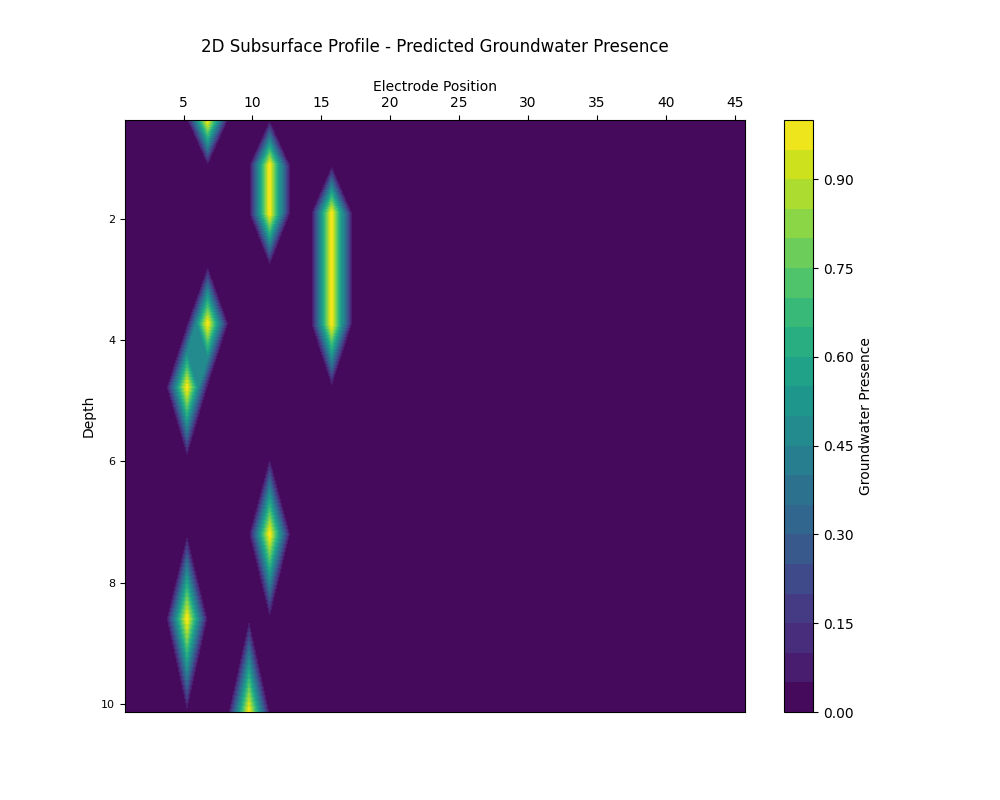 2D Subsurface Profile - Predicted Groundwater Presence
Electrode Position
5 10 15 20 25 30 35 40 45
2
4
6
8
10
Depth
0.90
0.75
0.60
0.45
0.30
0.15
0.00
Groundwater Presence